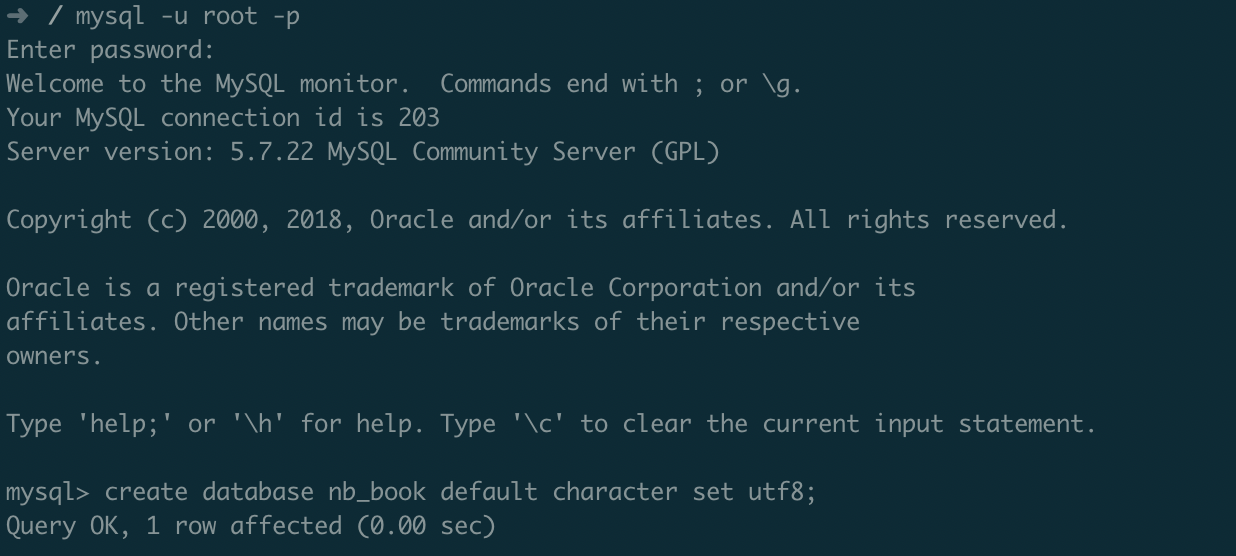 ➜ / mysql -u root -p
Enter password:
Welcome to the MySQL monitor.  Commands end with ; or \g.
Your MySQL connection id is 203
Server version: 5.7.22 MySQL Community Server (GPL)
Copyright (c) 2000, 2018, Oracle and/or its affiliates. All rights reserved.
Oracle is a registered trademark of Oracle Corporation and/or its
affiliates. Other names may be trademarks of their respective
owners.
Type 'help;' or '\h' for help. Type '\c' to clear the current input statement.
mysql> create database nb_book default character set utf8;
Query OK, 1 row affected (0.00 sec)